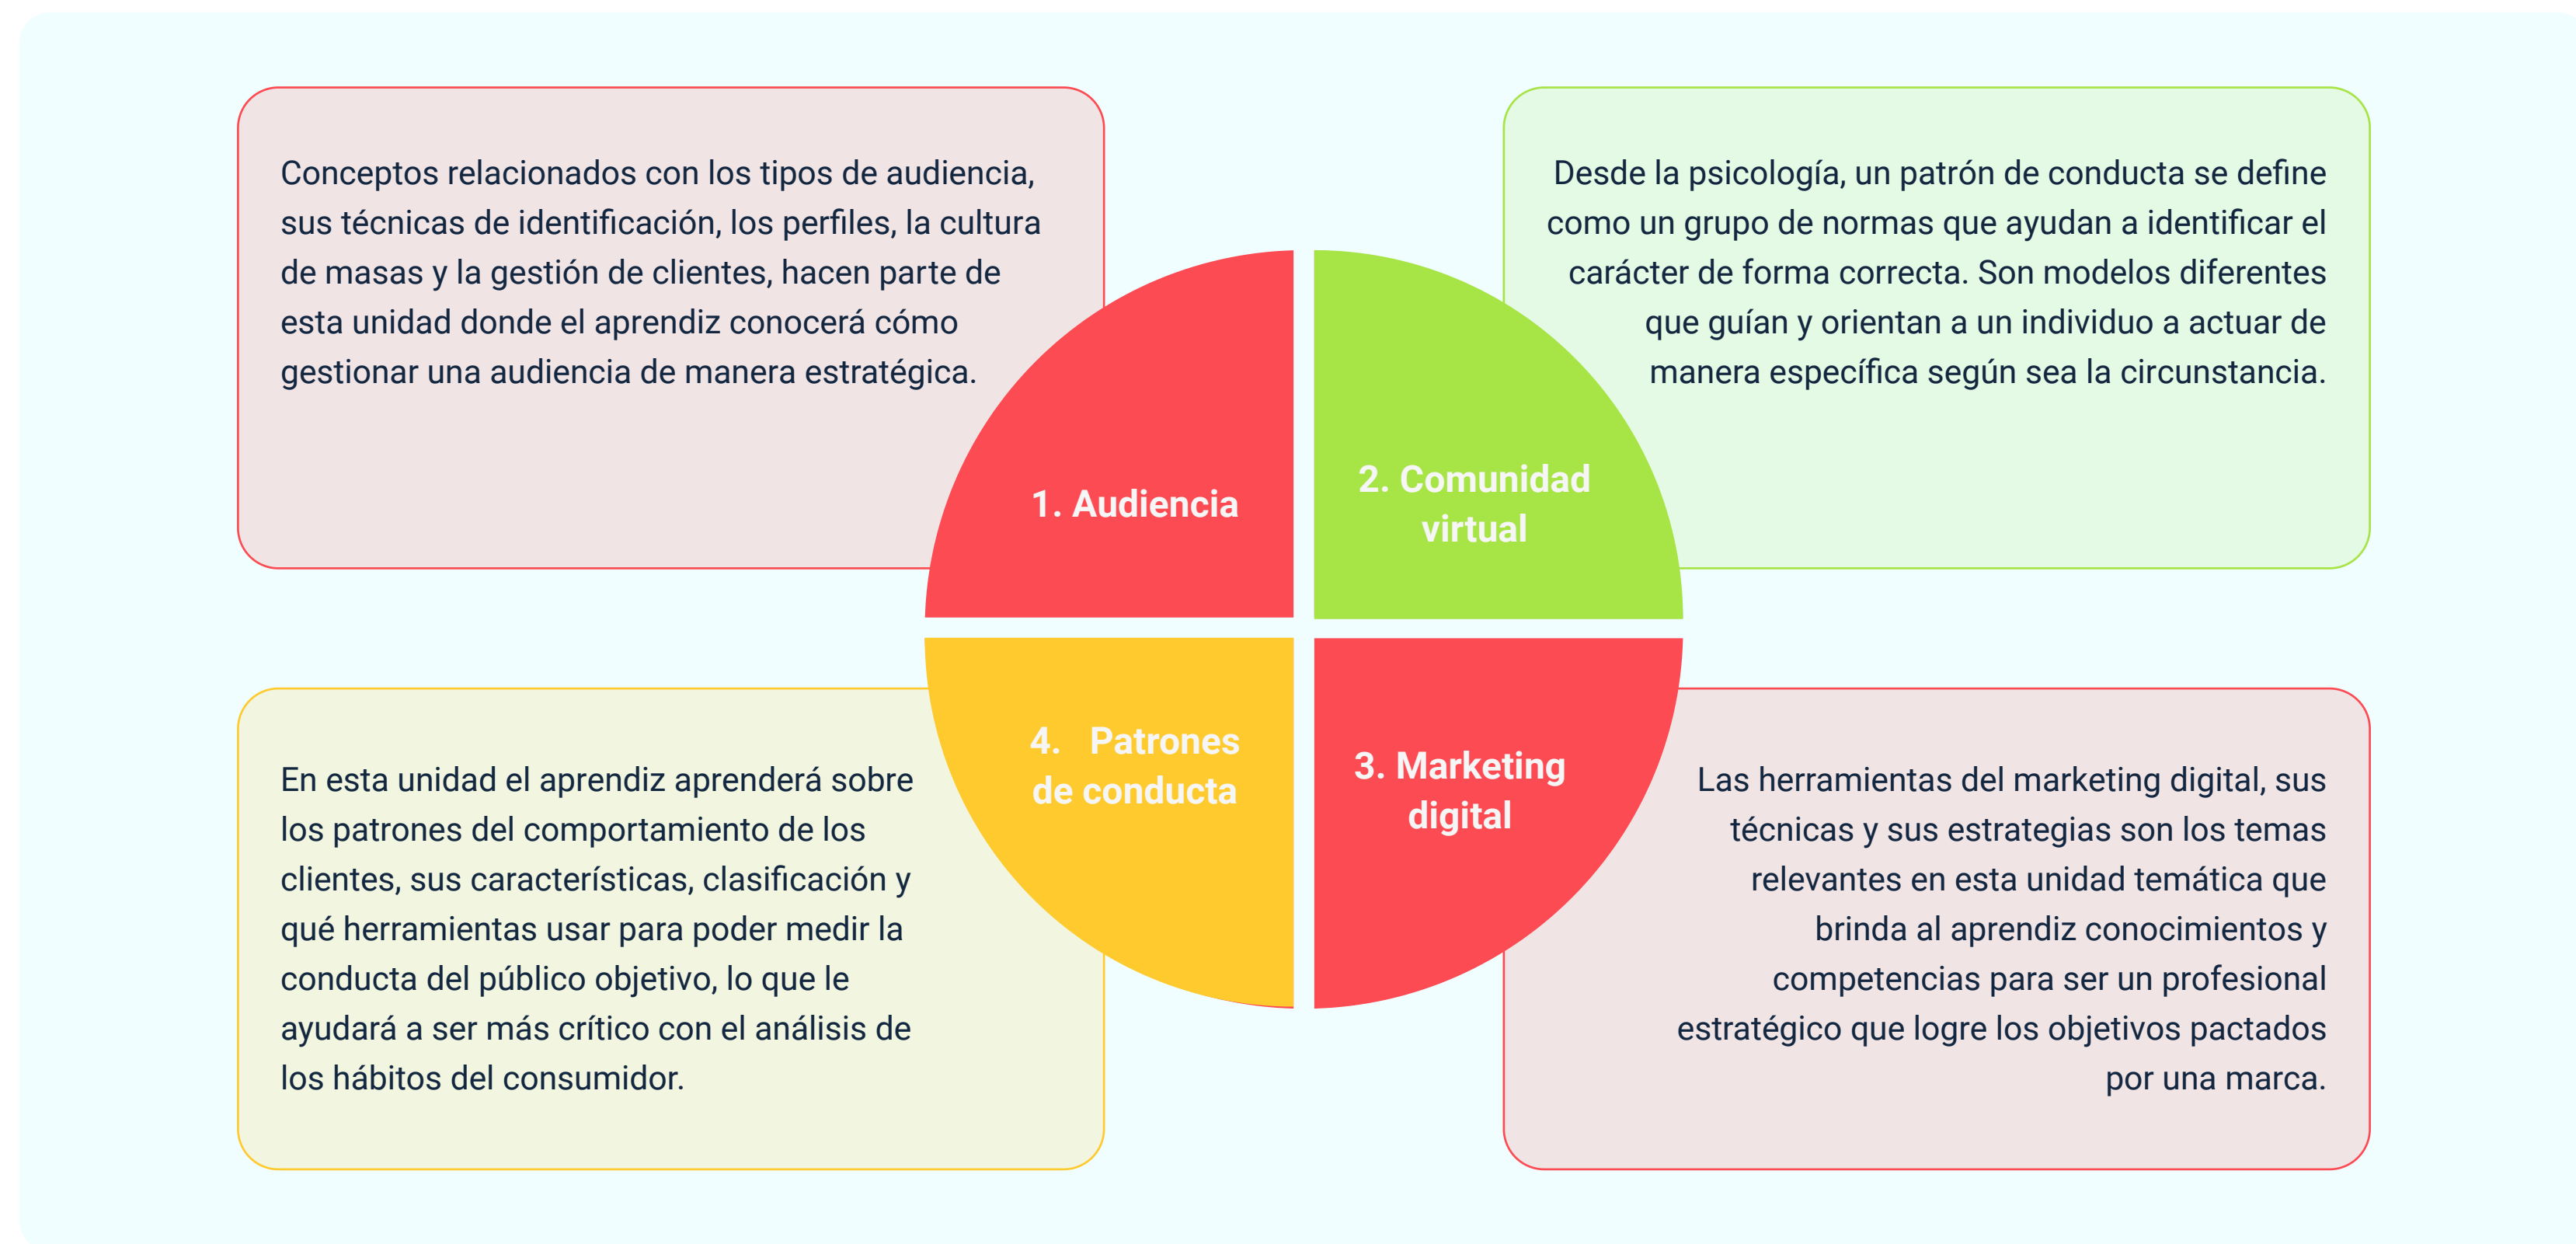 Conceptos relacionados con los tipos de audiencia,
sus técnicas de identificación, los perfiles, la cultura
de masas y la gestión de clientes, hacen parte de
esta unidad donde el aprendiz conocerá cómo
gestionar una audiencia de manera estratégica.
1. Audiencia
Desde la psicología, un patrón de conducta se define
como un grupo de normas que ayudan a identificar el
carácter de forma correcta. Son modelos diferentes
que guían y orientan a un individuo a actuar de
manera específica según sea la circunstancia.
2. Comunidad
virtual
3. Marketing
digital
Las herramientas del marketing digital, sus
técnicas y sus estrategias son los temas
relevantes en esta unidad temática que
brinda al aprendiz conocimientos y
competencias para ser un profesional
estratégico que logre los objetivos pactados
por una marca.
4. Patrones
de conducta
En esta unidad el aprendiz aprenderá sobre
los patrones del comportamiento de los
clientes, sus características, clasificación y
qué herramientas usar para poder medir la
conducta del público objetivo, lo que le
ayudará a ser más crítico con el análisis de
los hábitos del consumidor.